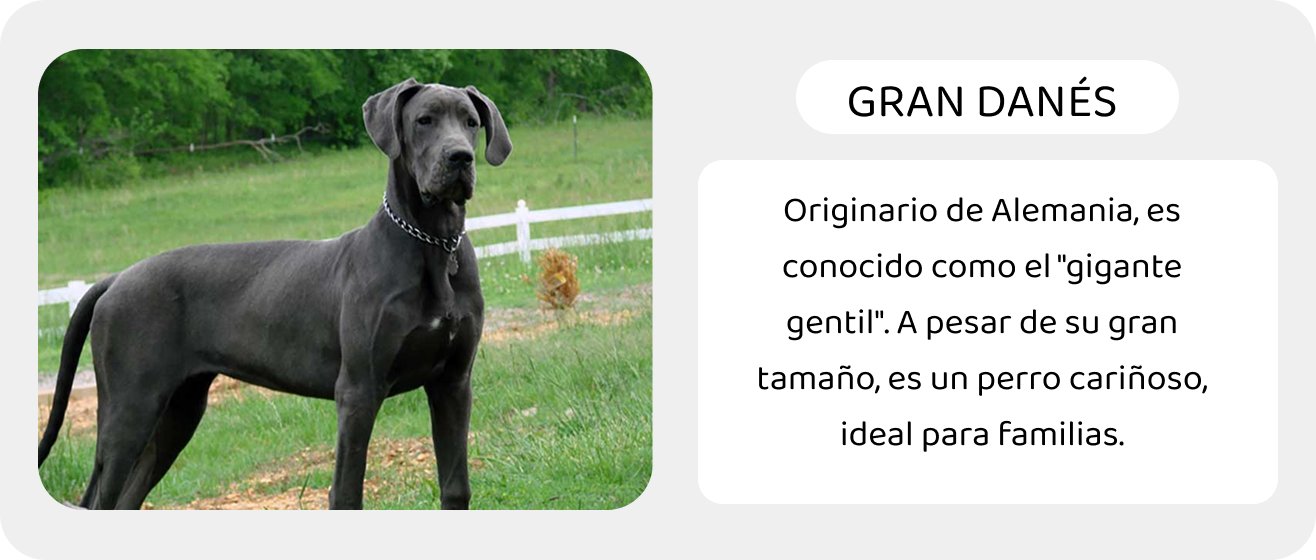 GRAN DANÉS
Originario de Alemania, es
conocido como el "gigante
gentil". A pesar de su gran
tamaño, es un perro cariñoso,
ideal para familias.